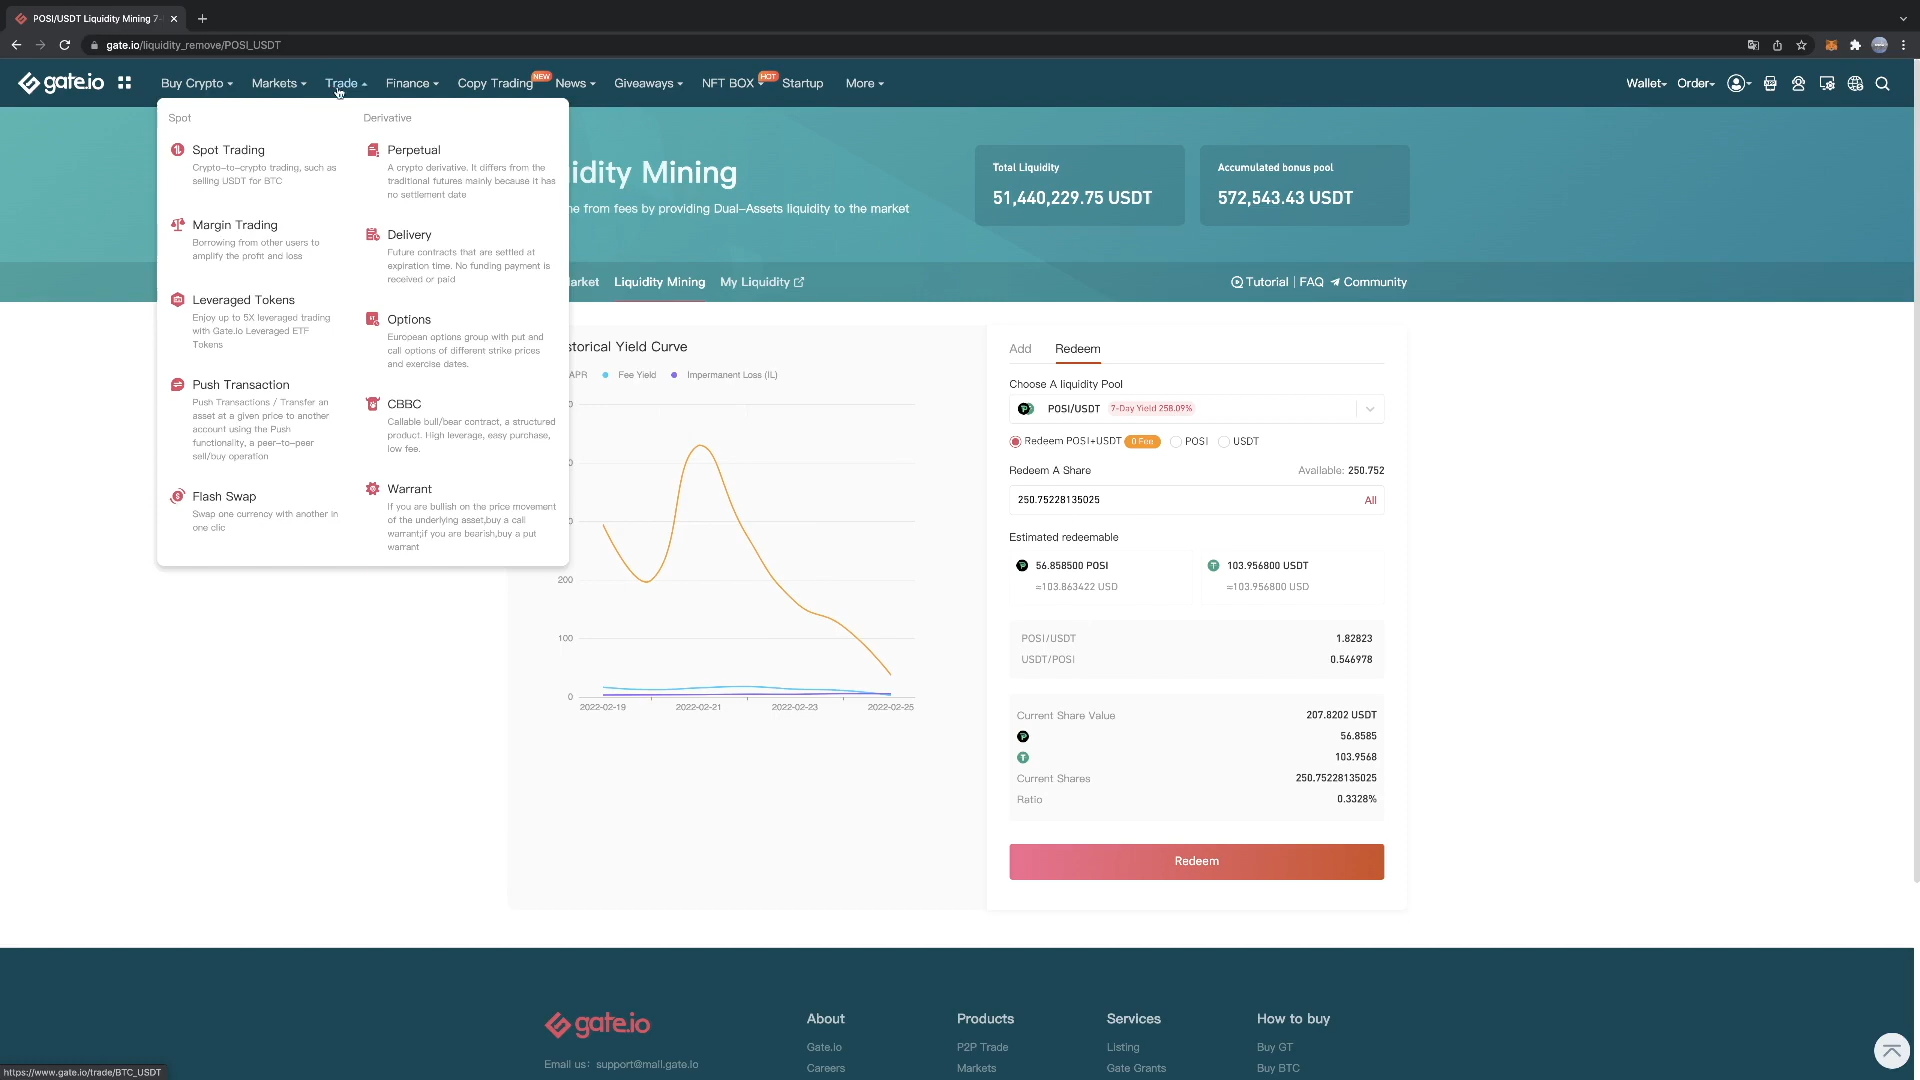 POSI/USDT Liquidity Mining 7-
gate.io/liquidity_remove/POSI_USDT
gate.io
Buy Crypto
Markets
Trade
Finance
Copy Trading
NEW
News
Giveaways
NFT BOX
HOT
Startup
More
Wallet
Order
Spot
Spot Trading
Crypto-to-crypto trading, such as
selling USDT for BTC
Margin Trading
Borrowing from other users to
amplify the profit and loss
Leveraged Tokens
Enjoy up to 5X leveraged trading
with Gate.io Leveraged ETF
Tokens
Push Transaction
Push Transactions / Transfer an
asset at a given price to another
account using the Push
functionality, a peer-to-peer
sell/buy operation
Flash Swap
Swap one currency with another in
one clic
Derivative
Perpetual
A crypto derivative. It differs from the
traditional futures mainly because it has
no settlement date
Delivery
Future contracts that are settled at
expiration time. No funding payment is
received or paid
Options
European options group with put and
call options of different strike prices
and exercise dates.
CBBC
Callable bull/bear contract, a structured
product. High leverage, easy purchase,
low fee.
Warrant
If you are bullish on the price movement
of the underlying asset,buy a call
warrant;if you are bearish,buy a put
warrant
idity Mining
ne from fees by providing Dual-Assets liquidity to the market
Total Liquidity
51,440,229.75 USDT
Accumulated bonus pool
572,543.43 USDT
larket
Liquidity Mining
My Liquidity
Tutorial | FAQ
Community
storical Yield Curve
APR
Fee Yield
Impermanent Loss (IL)
0
0
0
200
100
0
2022-02-19
2022-02-21
2022-02-23
2022-02-25
Add
Redeem
Choose A liquidity Pool
POSI/USDT
7-Day Yield 258.09%
Redeem POSI+USDT
0 Fee
POSI
USDT
Redeem A Share
Available: 250.752
250.75228135025
All
Estimated redeemable
56.858500 POSI
≈103.863422 USD
103.956800 USDT
≈103.956800 USD
POSI/USDT
1.82823
USDT/POSI
0.546978
Current Share Value
207.8202 USDT
56.8585
103.9568
Current Shares
250.75228135025
Ratio
0.3328%
Redeem
gate.io
Email us: support@mail.gate.io
About
Gate.io
Careers
Products
P2P Trade
Markets
Services
Listing
Gate Grants
How to buy
Buy GT
Buy BTC
https://www.gate.io/trade/BTC_USDT